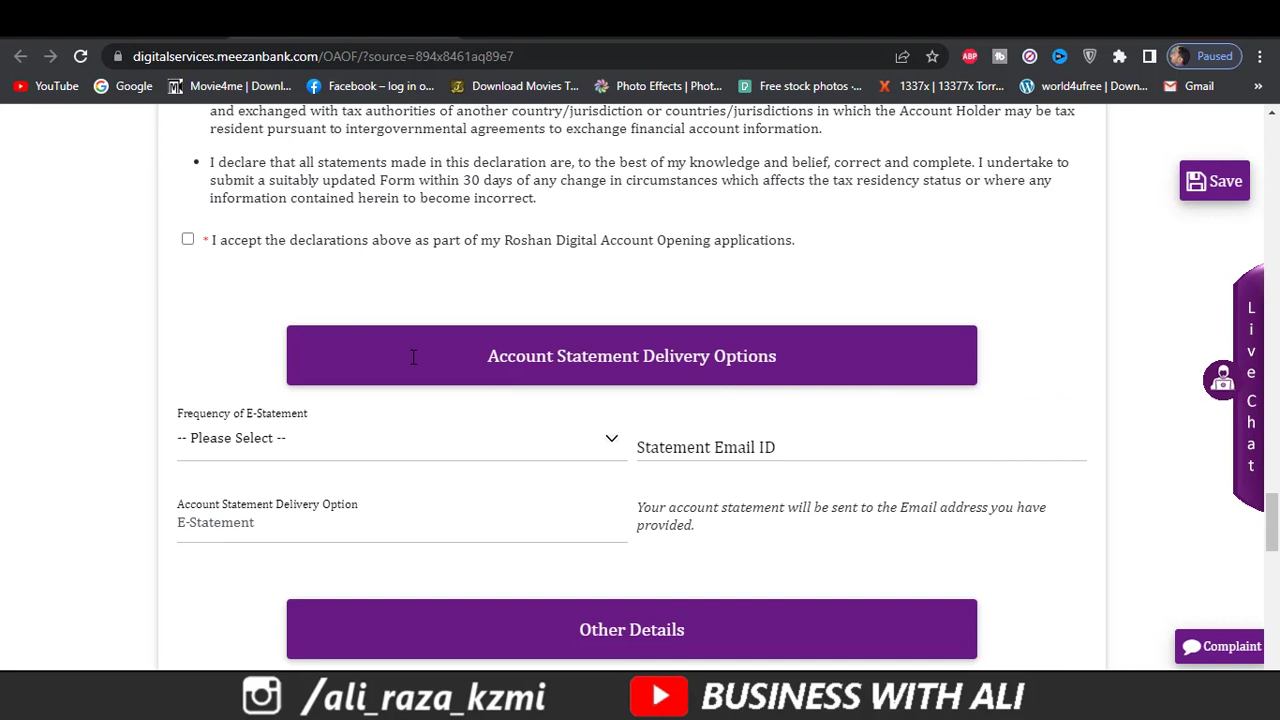 digitalservices.meezanbank.com/OAOF/?source=894x8461aq89e7
ABP
Paused
YouTube
Google
Movie4me | Downl...
Facebook – log in o...
Download Movies T...
Photo Effects | Phot...
Free stock photos ...
1337x | 13377x Torr...
world4ufree | Down...
Gmail
and exchanged with tax authorities of another country/jurisdiction or countries/jurisdictions in which the Account Holder may be tax
resident pursuant to intergovernmental agreements to exchange financial account information.
• I declare that all statements made in this declaration are, to the best of my knowledge and belief, correct and complete. I undertake to
submit a suitably updated Form within 30 days of any change in circumstances which affects the tax residency status or where any
information contained herein to become incorrect.
Save
* I accept the declarations above as part of my Roshan Digital Account Opening applications.
Live Chat
Account Statement Delivery Options
Frequency of E-Statement
-- Please Select --
Statement Email ID
Account Statement Delivery Option
E-Statement
Your account statement will be sent to the Email address you have
provided.
Other Details
Complaint
/ali_raza_kzmi
BUSINESS WITH ALI